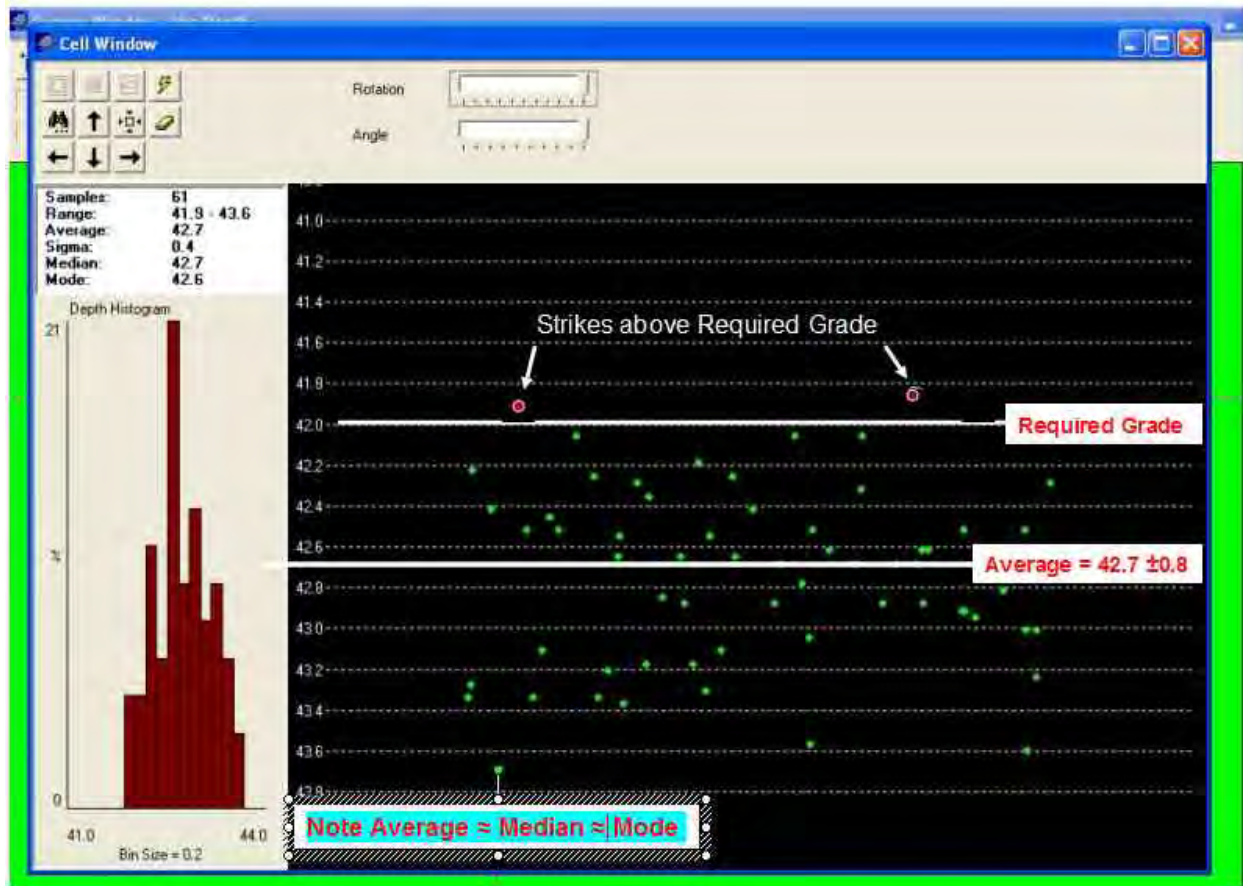 Cell Window
Rotation
Angle
Samples: 61
Range: 41.9 - 43.6
Average: 42.7
Sigma: 0.4
Median: 42.7
Mode: 42.6
Depth Histogram
21
%
0
41.0 44.0
Bin Size = 0.2
41.0
41.2
41.4
Strikes above Required Grade
41.6
41.8
42.0
Required Grade
42.2
42.4
42.6
Average = 42.7 ±0.8
42.8
43.0
43.2
43.4
43.6
43.8
Note Average ≈ Median ≈ Mode